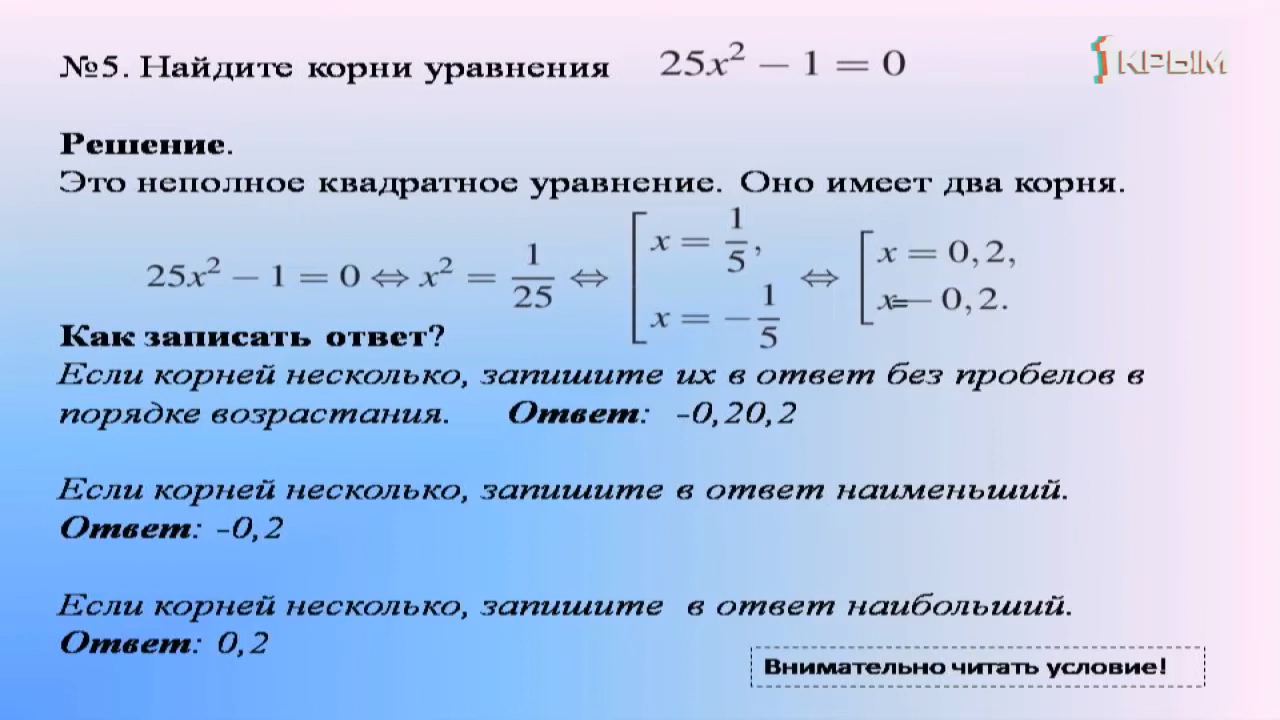 №5. Найдите корни уравнения 25x² − 1 = 0
КРЫМ
Решение.
Это неполное квадратное уравнение. Оно имеет два корня.
25x² − 1 = 0 ⇔ x² = 1/25 ⇔ [ x = 1/5, x = −1/5 ⇔ [ x = 0,2, x = − 0,2.
Как записать ответ?
Если корней несколько, запишите их в ответ без пробелов в
порядке возрастания. Ответ: -0,20,2
Если корней несколько, запишите в ответ наименьший.
Ответ: -0,2
Если корней несколько, запишите в ответ наибольший.
Ответ: 0,2
Внимательно читать условие!